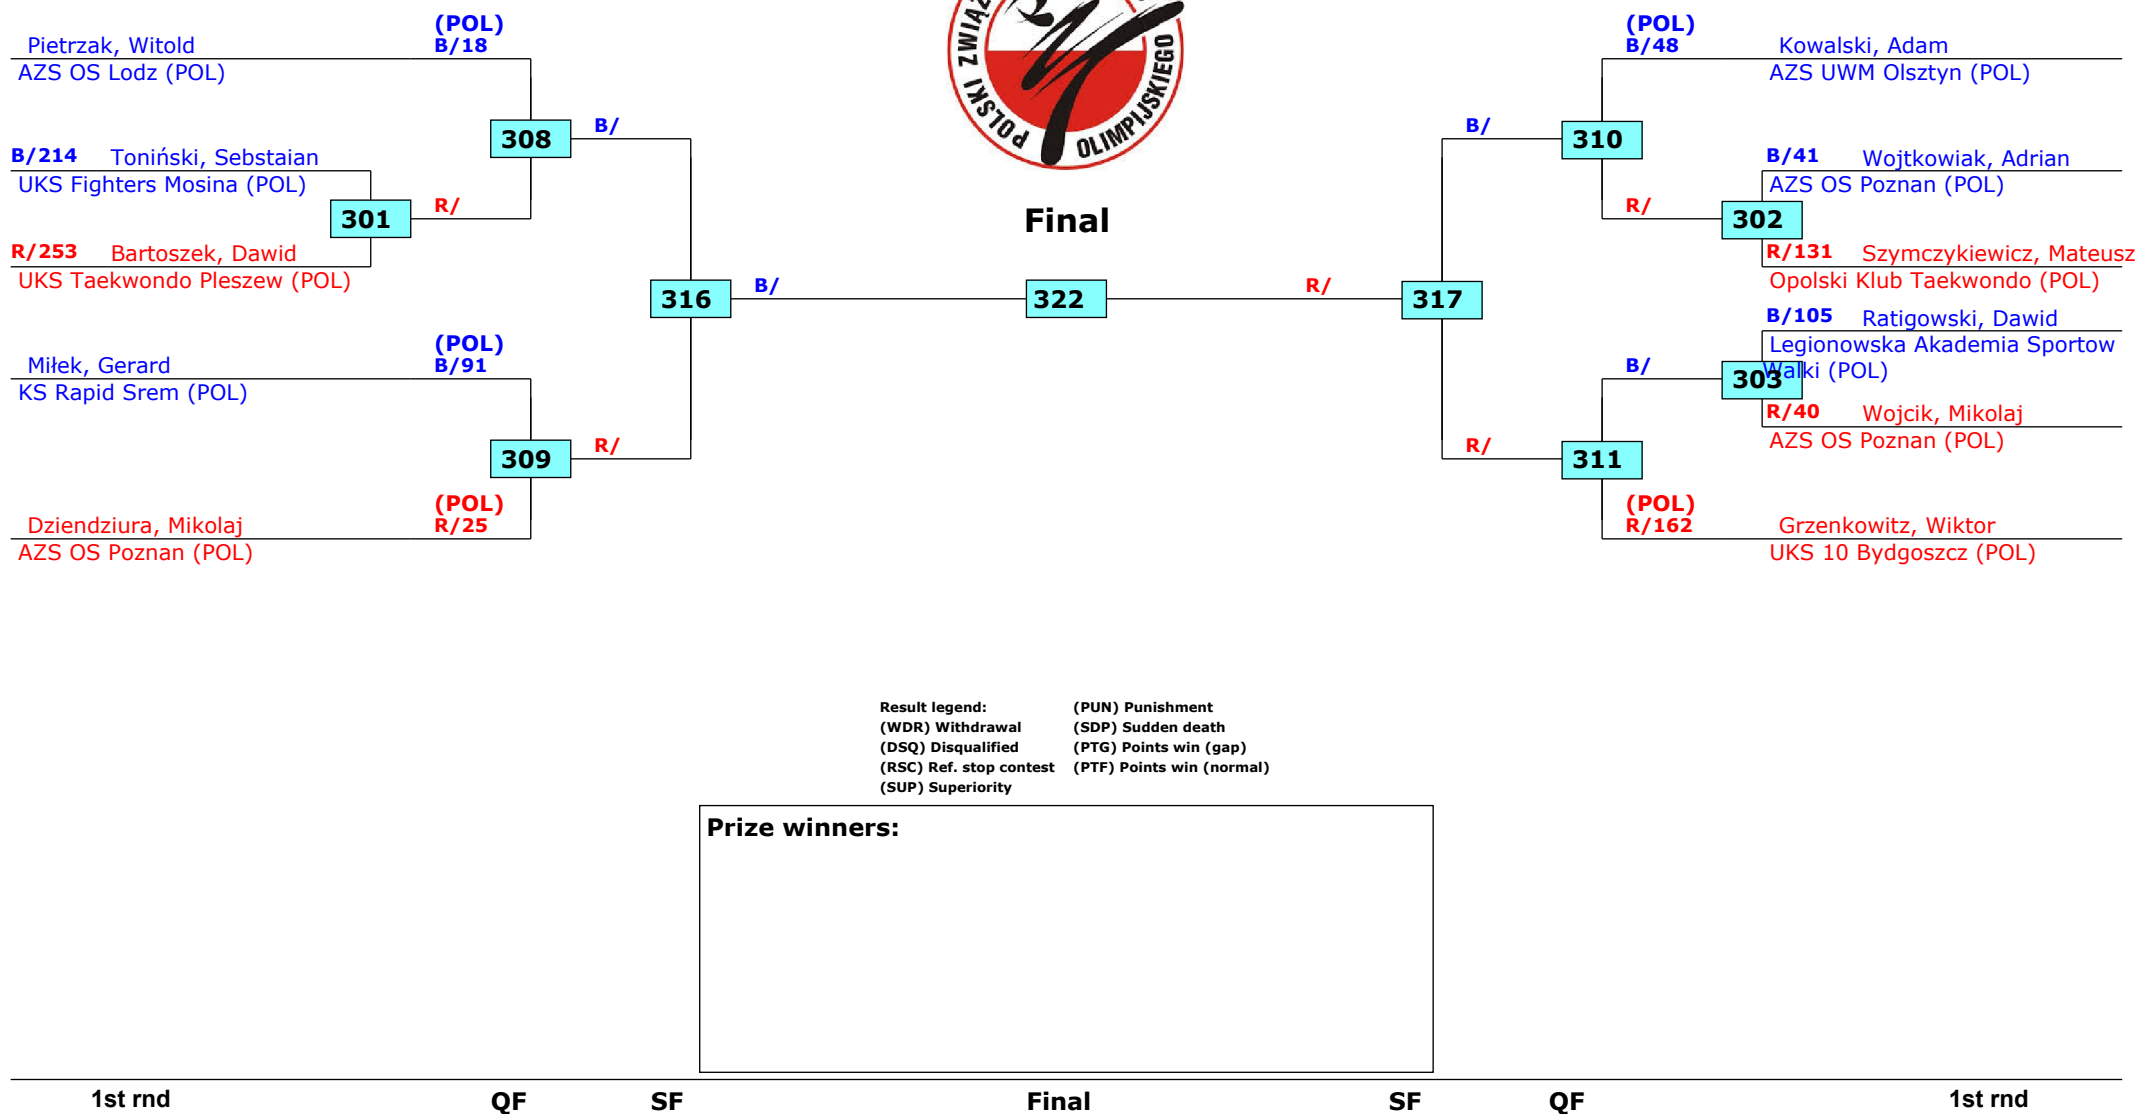 (POL)
B/18
Pietrzak, Witold
AZS OS Lodz (POL)
308
B/
B/214 Toniński, Sebstaian
UKS Fighters Mosina (POL)
301
R/
R/253 Bartoszek, Dawid
UKS Taekwondo Pleszew (POL)
316
B/
(POL)
B/91
Miłek, Gerard
KS Rapid Srem (POL)
309
R/
(POL)
R/25
Dziendziura, Mikolaj
AZS OS Poznan (POL)
POLSKI OLIMPIJSKIEGO
Final
322
(POL)
B/48
Kowalski, Adam
AZS UWM Olsztyn (POL)
B/
310
B/41 Wojtkowiak, Adrian
AZS OS Poznan (POL)
R/
302
R/131 Szymczykiewicz, Mateusz
Opolski Klub Taekwondo (POL)
R/
317
B/105 Ratigowski, Dawid
Legionowska Akademia Sportow
Walki (POL)
B/
303
R/40 Wojcik, Mikolaj
AZS OS Poznan (POL)
R/
311
(POL)
R/162
Grzenkowitz, Wiktor
UKS 10 Bydgoszcz (POL)
Result legend: (PUN) Punishment
(WDR) Withdrawal (SDP) Sudden death
(DSQ) Disqualified (PTG) Points win (gap)
(RSC) Ref. stop contest (PTF) Points win (normal)
(SUP) Superiority
Prize winners:
1st rnd QF SF Final SF QF 1st rnd